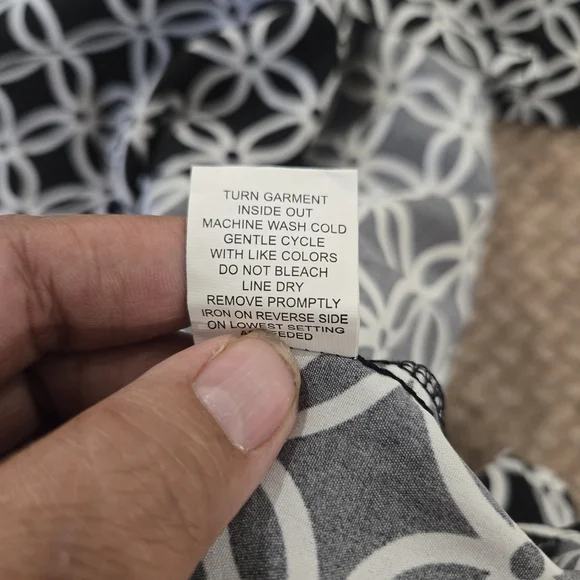 TURN GARMENT
INSIDE OUT
MACHINE WASH COLD
GENTLE CYCLE
WITH LIKE COLORS
DO NOT BLEACH
LINE DRY
REMOVE PROMPTLY
IRON ON REVERSE SIDE
ON LOWEST SETTING
AS NEEDED